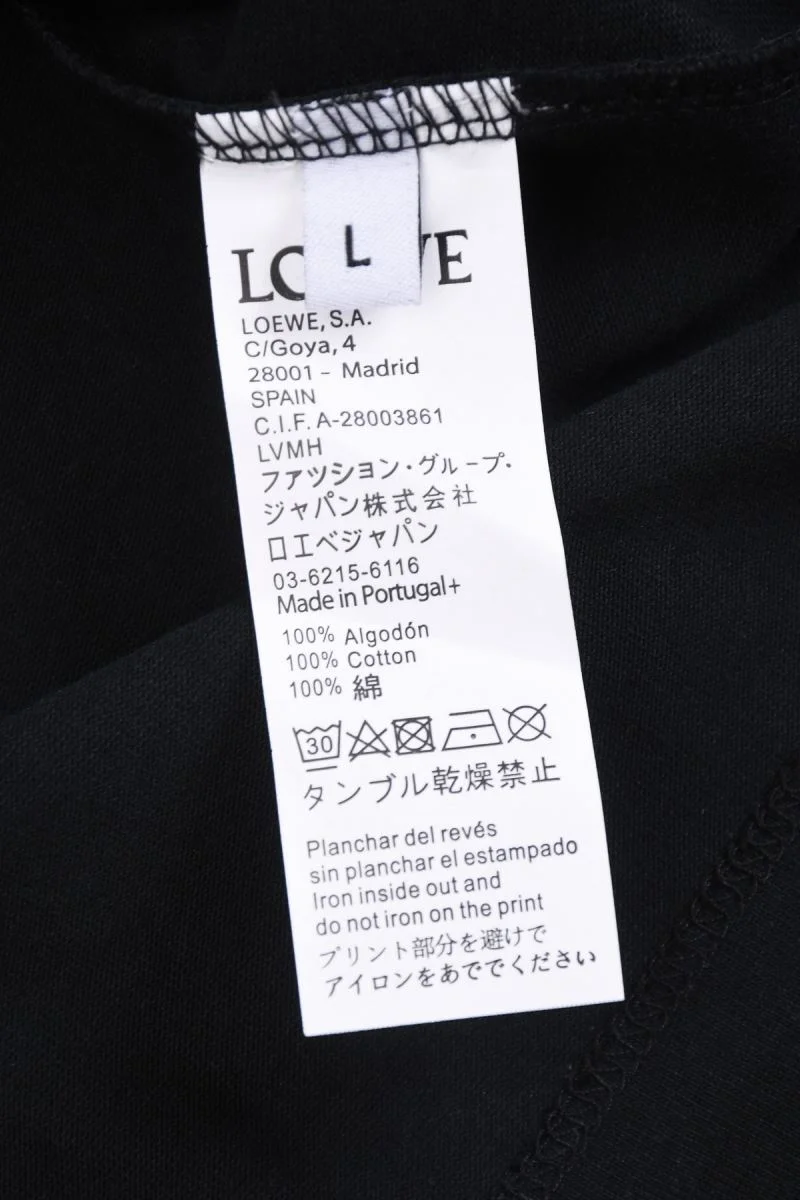 L
LOEWE, S.A.
C/Goya, 4
28001 - Madrid
SPAIN
C.I.F. A-28003861
LVMH
ファツション・グループ・
ジャパン株式会社
ロエベジャパン
03-6215-6116
Made in Portugal+
100% Algodón
100% Cotton
100% 綿
30
タンブル乾燥禁止
Planchar del revés
sin planchar el estampado
Iron inside out and
do not iron on the print
プリント部分を避けで
アイロンをあででください